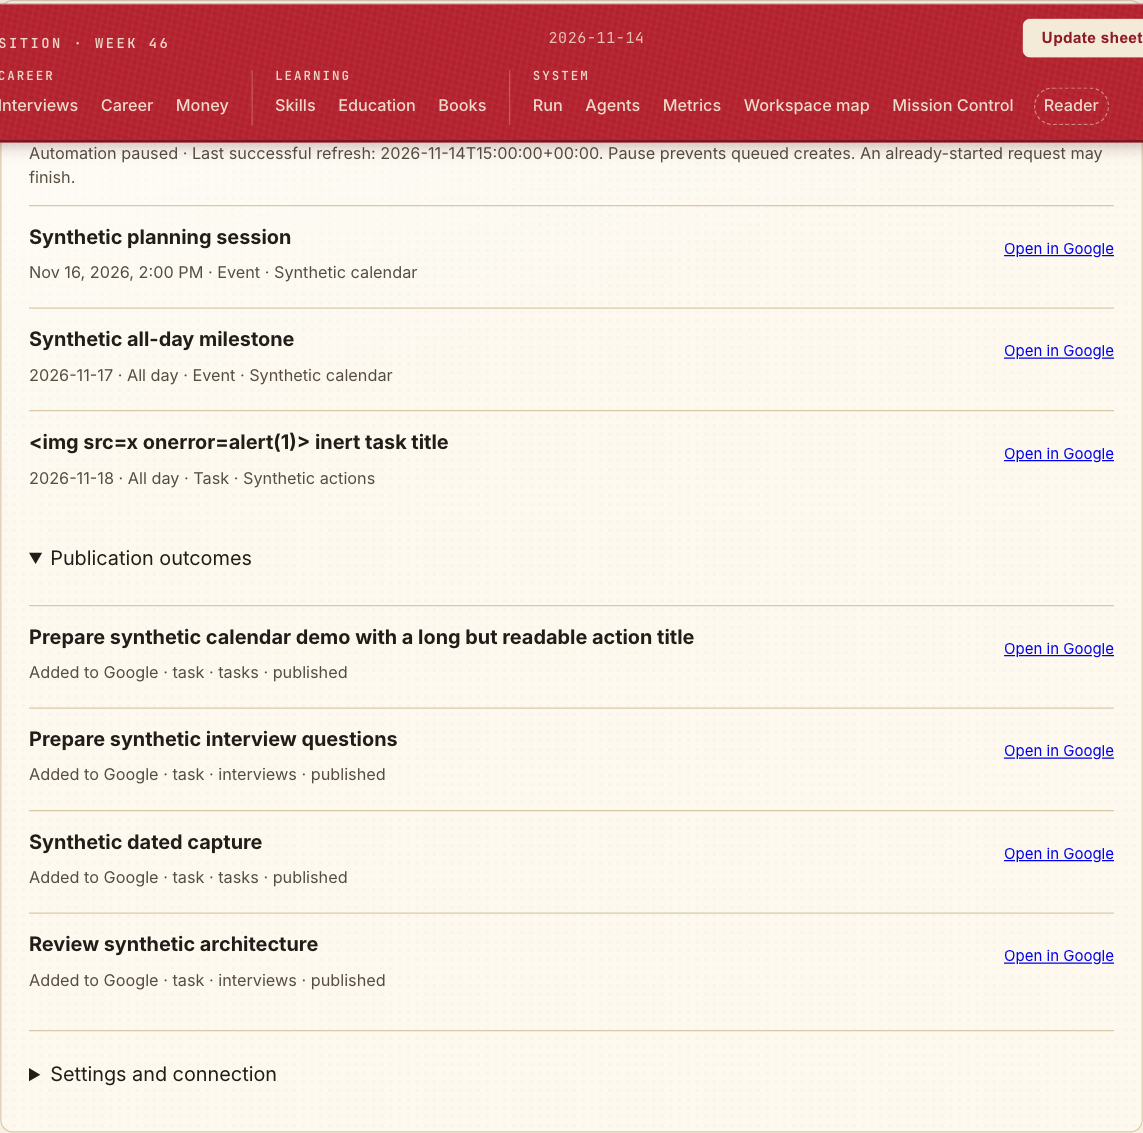 SITION · WEEK 46
2026-11-14
Update sheet
CAREER
LEARNING
SYSTEM
Interviews Career Money
Skills Education Books
Run Agents Metrics Workspace map Mission Control Reader
Automation paused · Last successful refresh: 2026-11-14T15:00:00+00:00. Pause prevents queued creates. An already-started request may
finish.
Synthetic planning session
Open in Google
Nov 16, 2026, 2:00 PM · Event · Synthetic calendar
Synthetic all-day milestone
Open in Google
2026-11-17 · All day · Event · Synthetic calendar
<img src=x onerror=alert(1)> inert task title
Open in Google
2026-11-18 · All day · Task · Synthetic actions
▼ Publication outcomes
Prepare synthetic calendar demo with a long but readable action title
Open in Google
Added to Google · task · tasks · published
Prepare synthetic interview questions
Open in Google
Added to Google · task · interviews · published
Synthetic dated capture
Open in Google
Added to Google · task · tasks · published
Review synthetic architecture
Open in Google
Added to Google · task · interviews · published
▶ Settings and connection